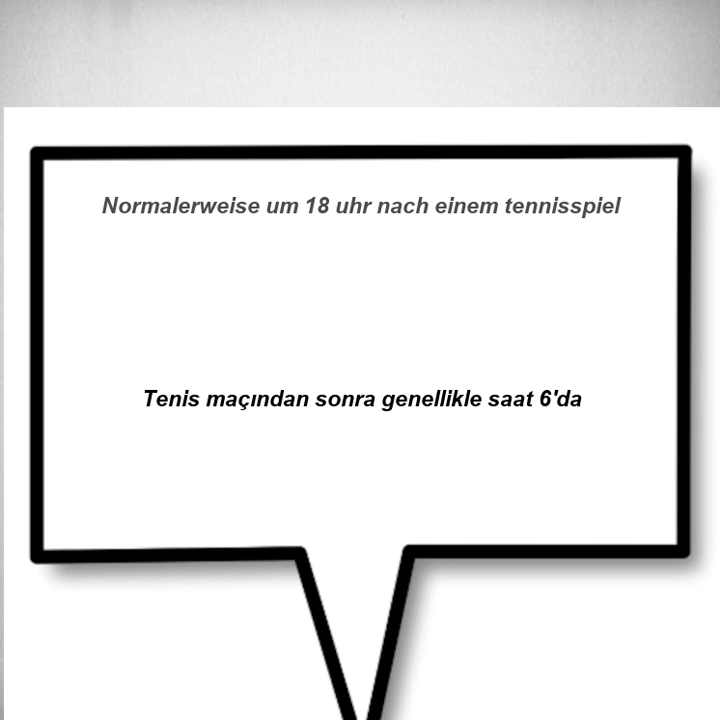 Normalerweise um 18 uhr nach einem tennisspiel
Tenis maçından sonra genellikle saat 6'da